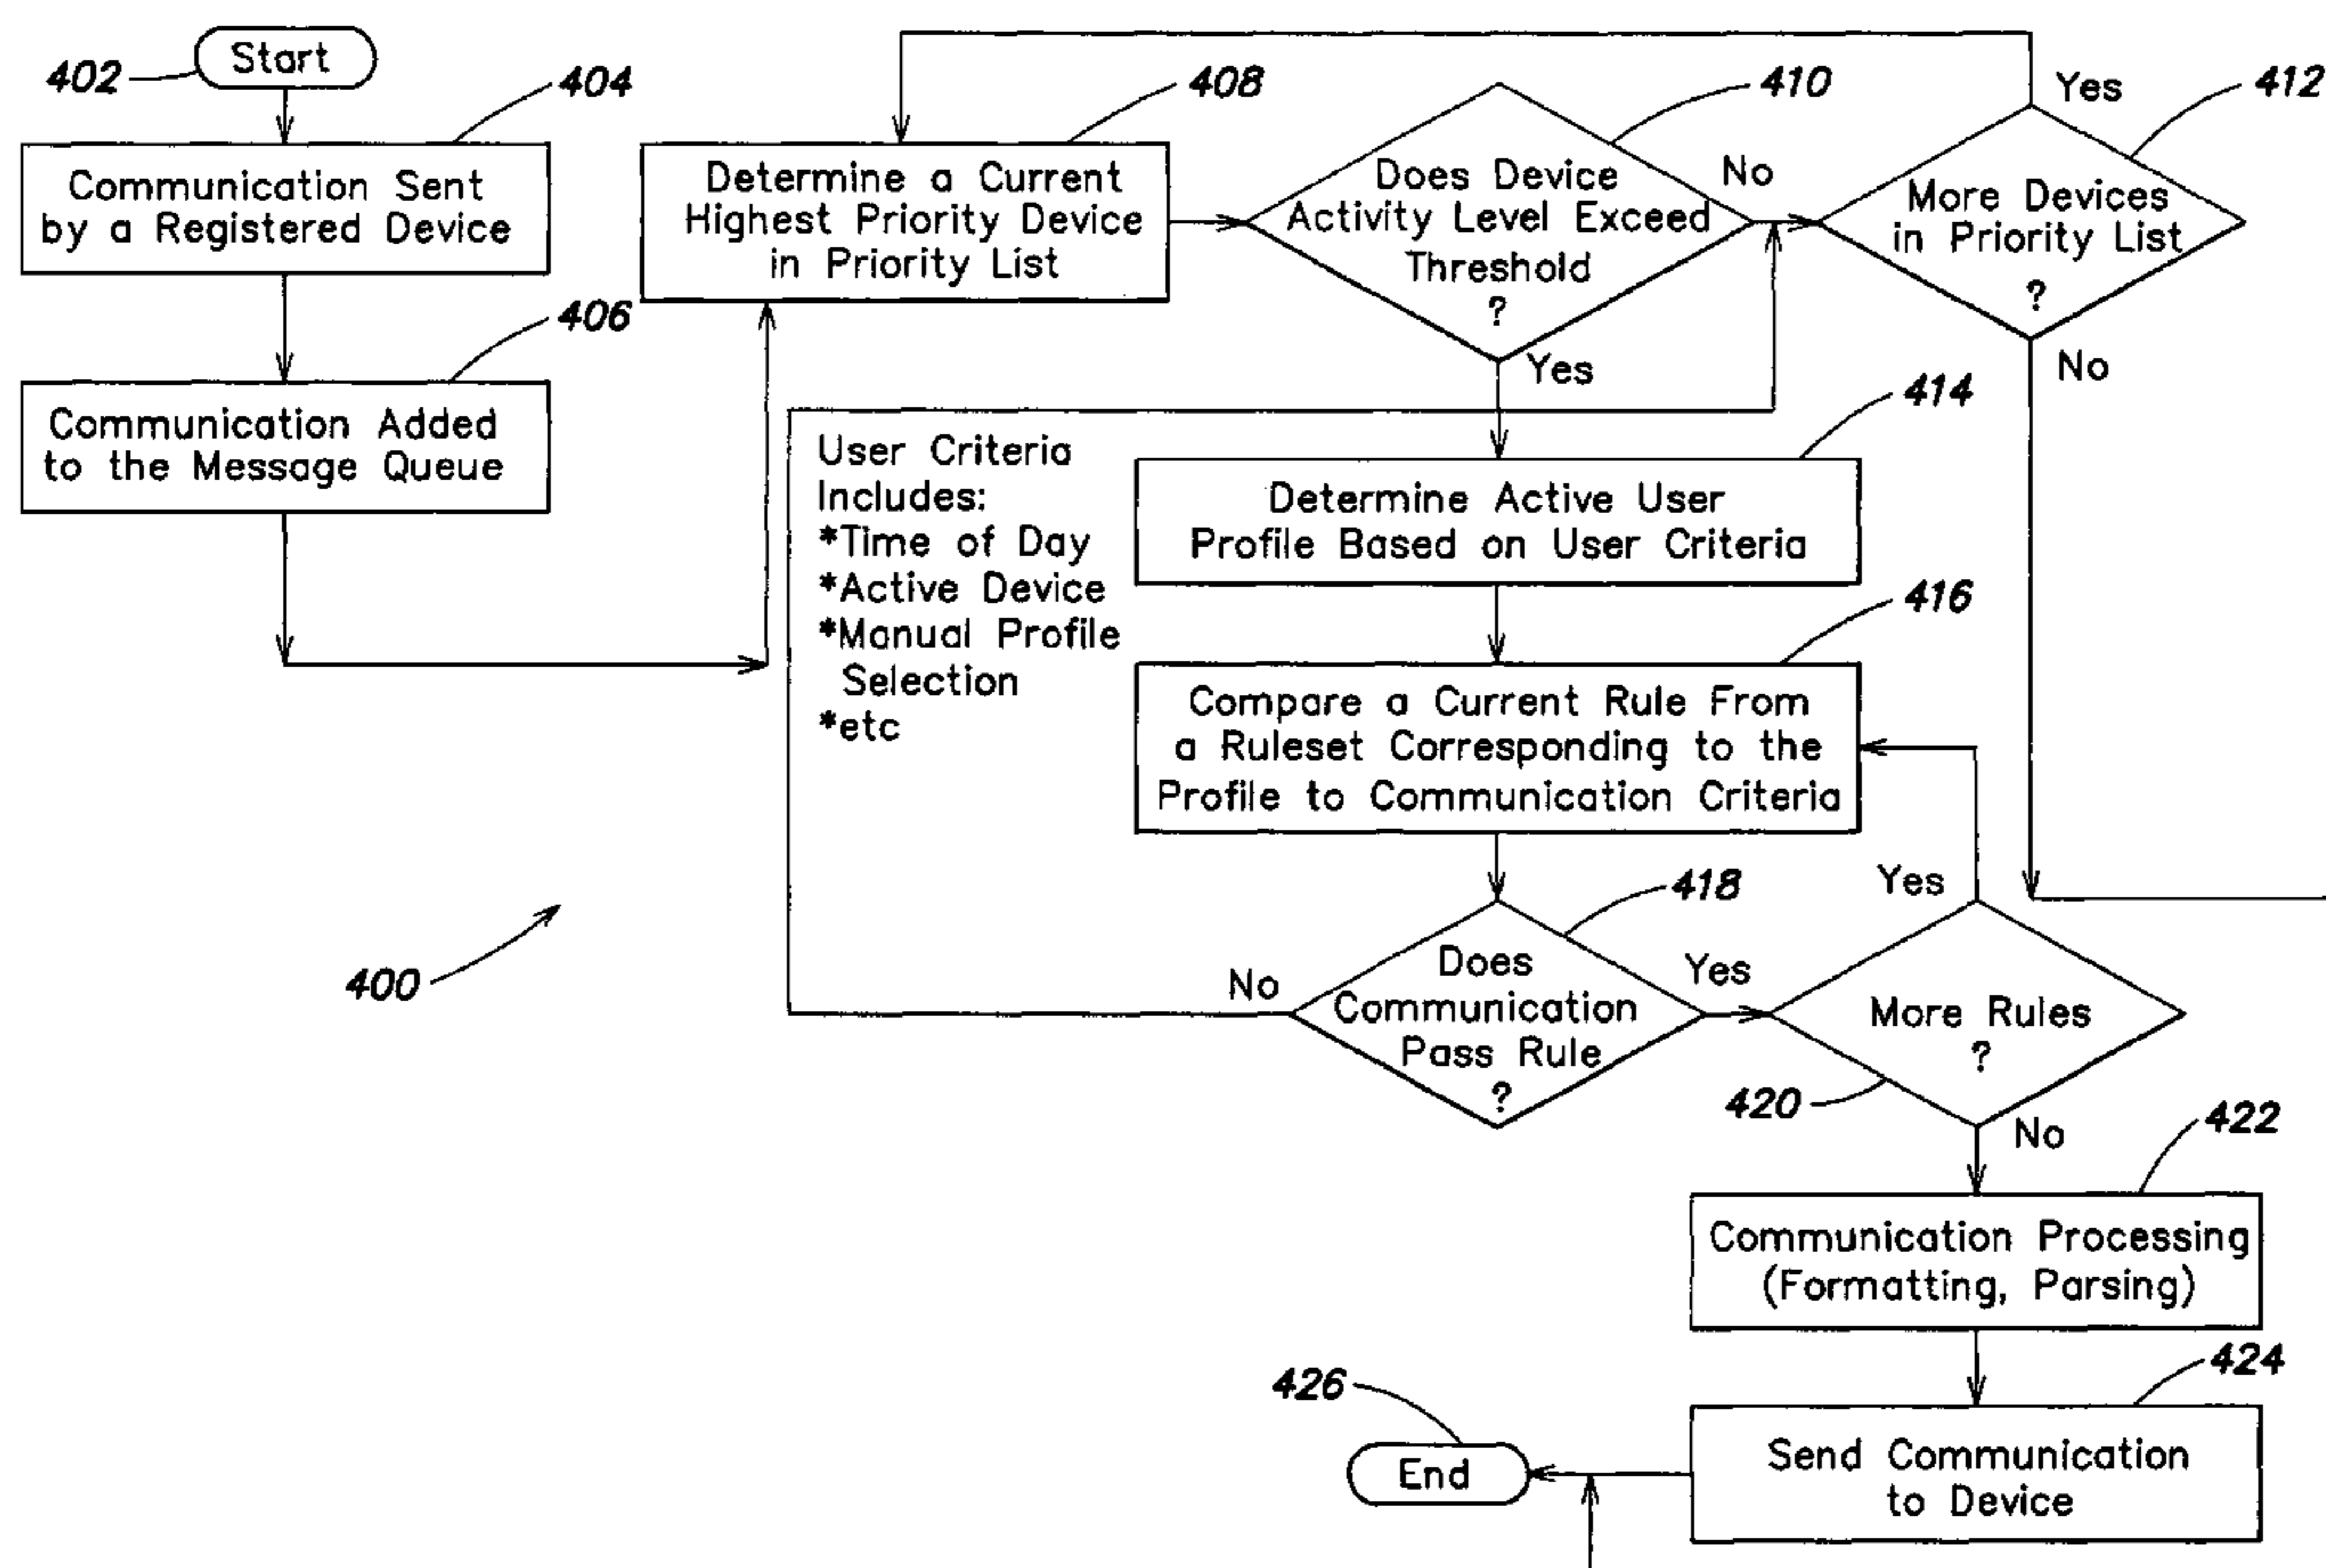 402
Start
404
Communication Sent
by a Registered Device
406
Communication Added
to the Message Queue
408
Determine a Current
Highest Priority Device
in Priority List
410
Does Device
Activity Level Exceed
Threshold
?
No
Yes
412
Yes
More Devices
in Priority List
?
No
User Criteria
Includes:
*Time of Day
*Active Device
*Manual Profile
Selection
*etc
414
Determine Active User
Profile Based on User Criteria
416
Compare a Current Rule From
a Ruleset Corresponding to the
Profile to Communication Criteria
400
418
No
Does
Communication
Pass Rule
?
Yes
Yes
More Rules
?
420
No
422
Communication Processing
(Formatting, Parsing)
424
Send Communication
to Device
426
End